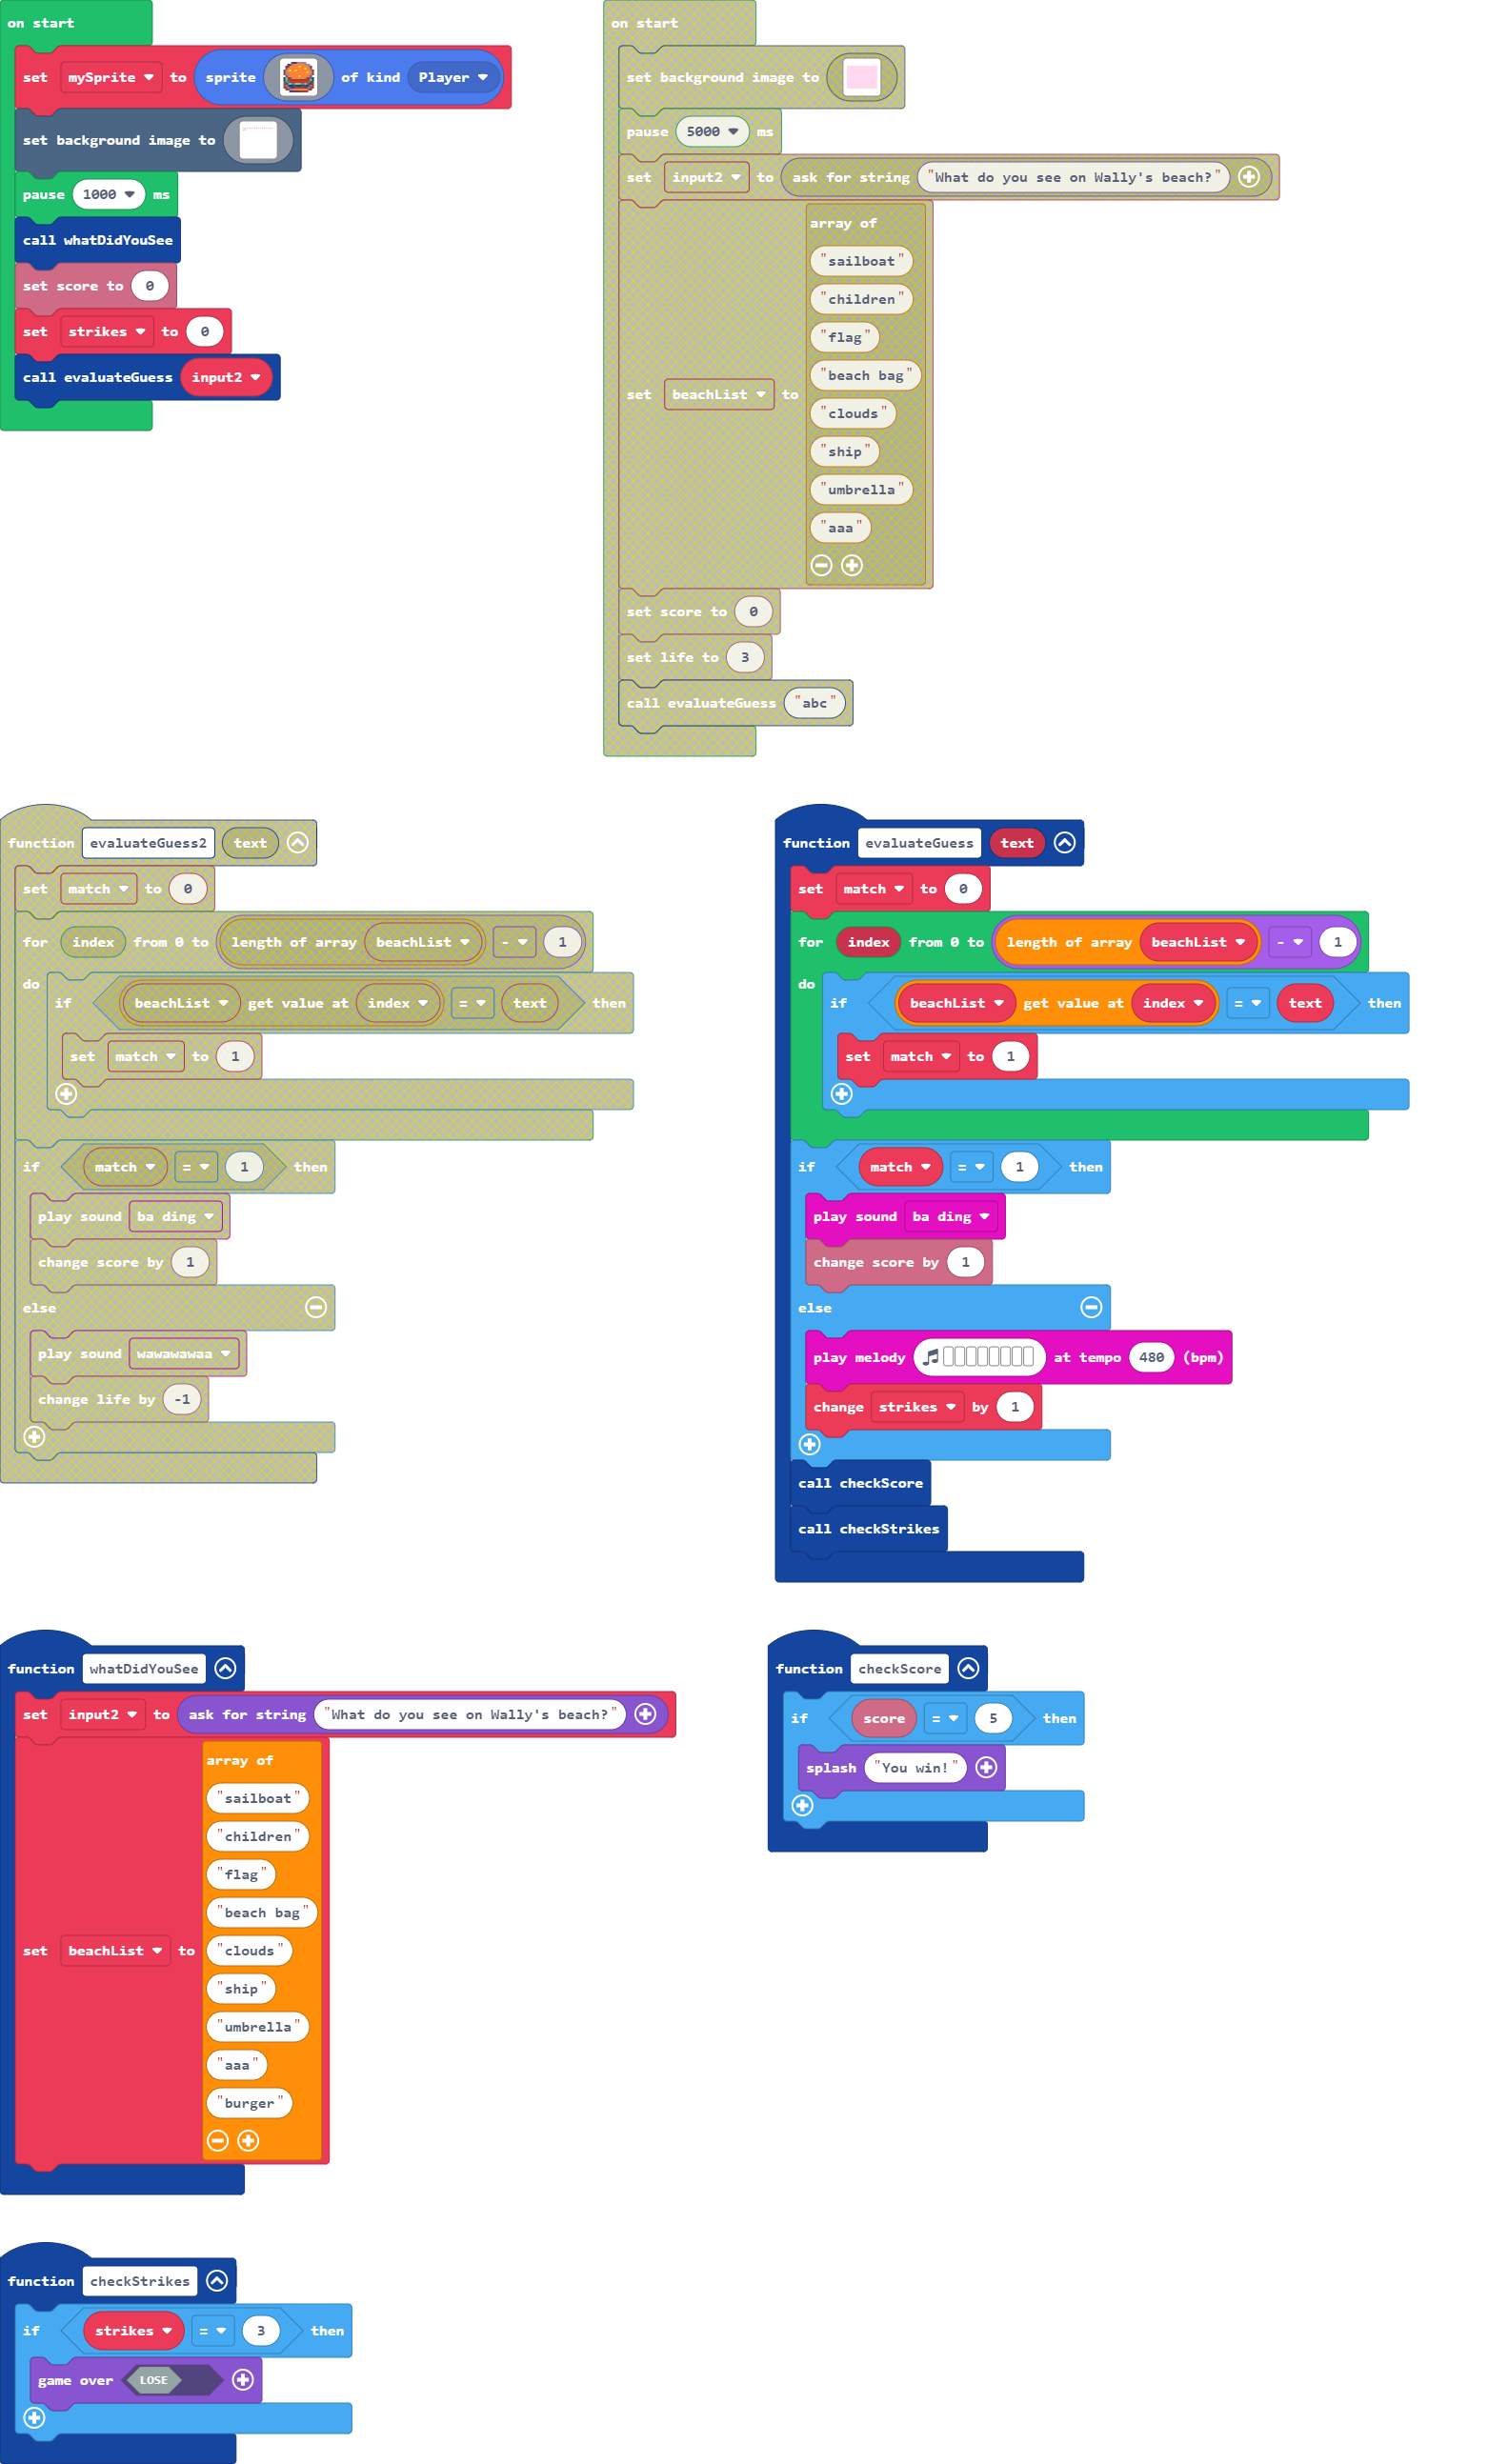 on start
set mySprite to sprite of kind Player
set background image to
pause 1000 ms
call whatDidYouSee
set score to 0
set strikes to 0
call evaluateGuess input2
on start
set background image to
pause 5000 ms
set input2 to ask for string "What do you see on Wally's beach?"
set beachList to array of
"sailboat"
"children"
"flag"
"beach bag"
"clouds"
"ship"
"umbrella"
"aaa"
set score to 0
set life to 3
call evaluateGuess "abc"
function evaluateGuess2 text
set match to 0
for index from 0 to length of array beachList - 1
do if beachList get value at index = text then
set match to 1
if match = 1 then
play sound ba ding
change score by 1
else
play sound wawawawaa
change life by -1
function evaluateGuess text
set match to 0
for index from 0 to length of array beachList - 1
do if beachList get value at index = text then
set match to 1
if match = 1 then
play sound ba ding
change score by 1
else
play melody at tempo 480 (bpm)
change strikes by 1
call checkScore
call checkStrikes
function whatDidYouSee
set input2 to ask for string "What do you see on Wally's beach?"
set beachList to array of
"sailboat"
"children"
"flag"
"beach bag"
"clouds"
"ship"
"umbrella"
"aaa"
"burger"
function checkScore
if score = 5 then
splash "You win!"
function checkStrikes
if strikes = 3 then
game over LOSE